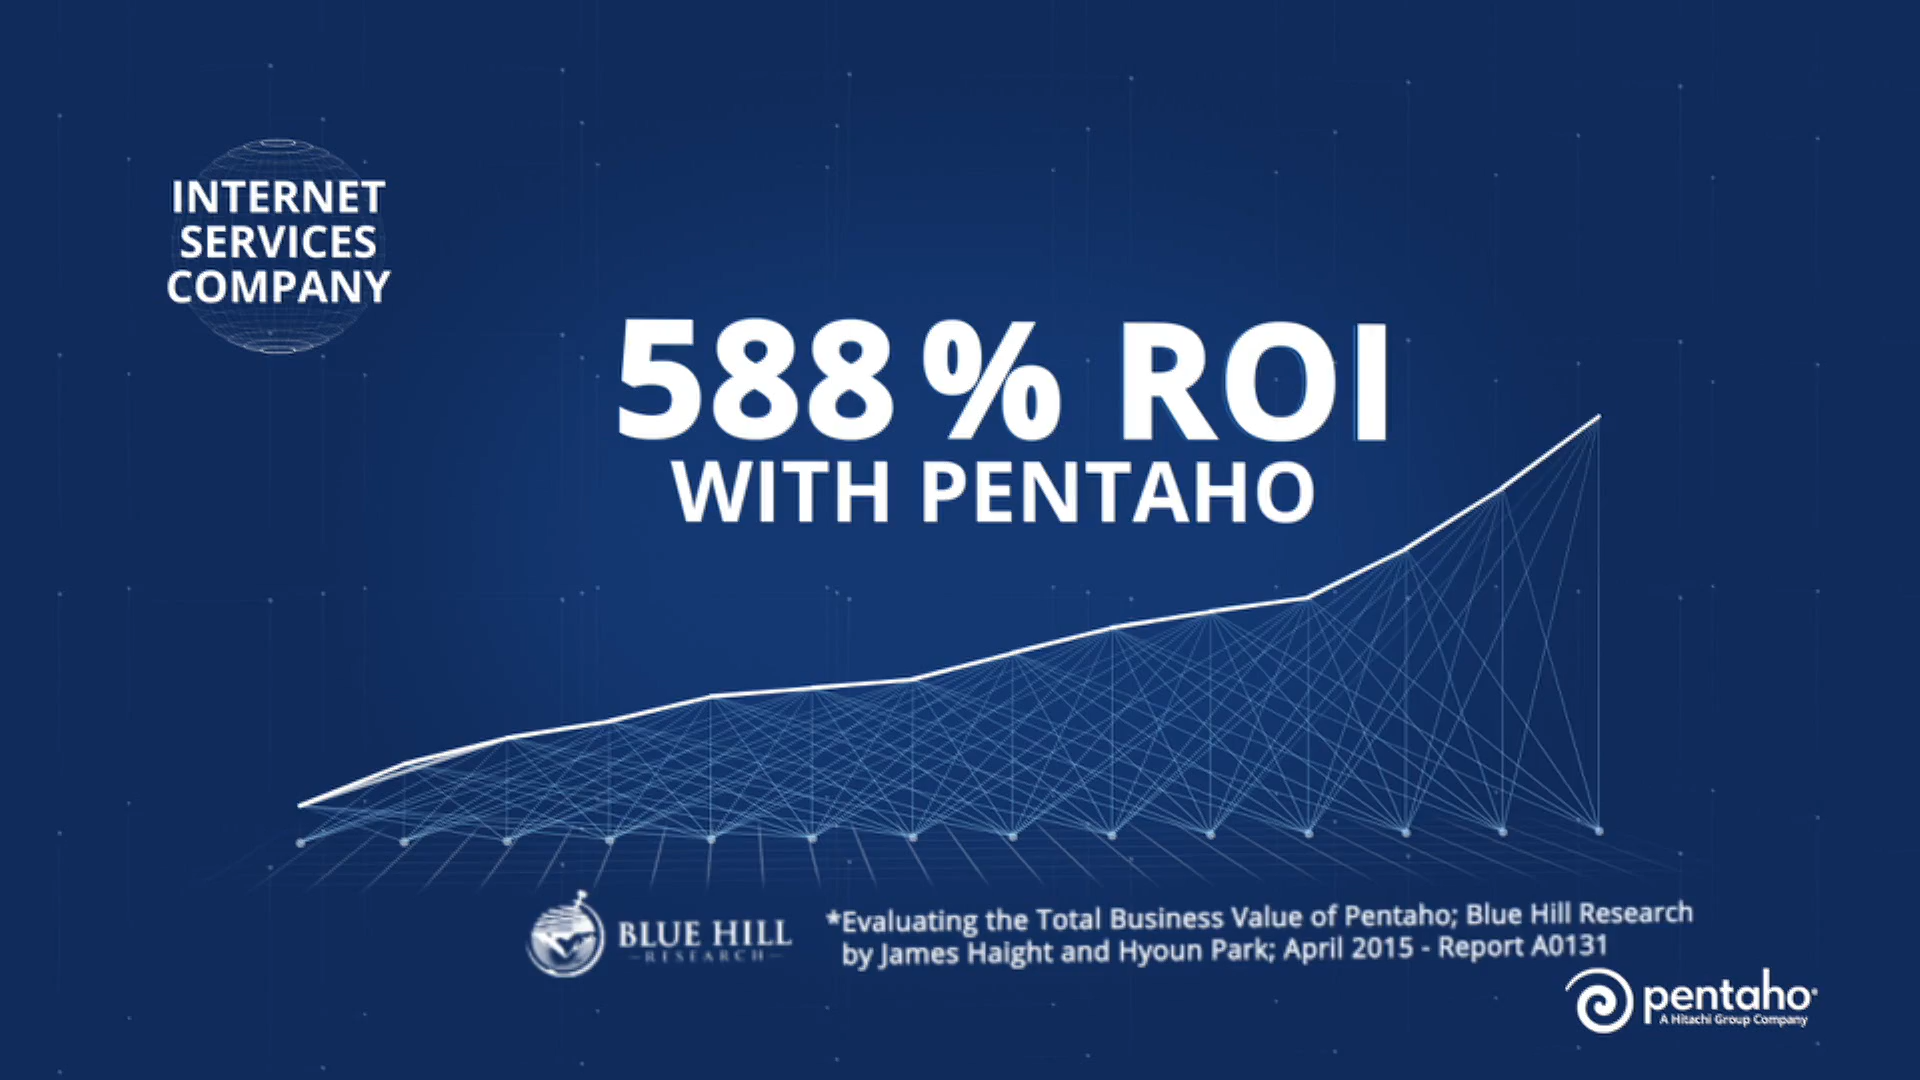 INTERNET
SERVICES
COMPANY
588% ROI
WITH PENTAHO
BLUE HILL
RESEARCH
*Evaluating the Total Business Value of Pentaho; Blue Hill Research
by James Haight and Hyoun Park; April 2015 - Report A0131
pentaho
A Hitachi Group Company